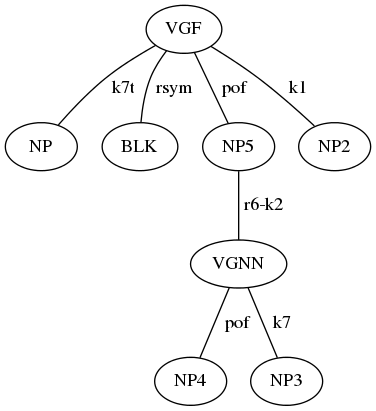 VGF
k7t rsym pof k1
NP BLK NP5 NP2
r6-k2
VGNN
pof k7
NP4 NP3